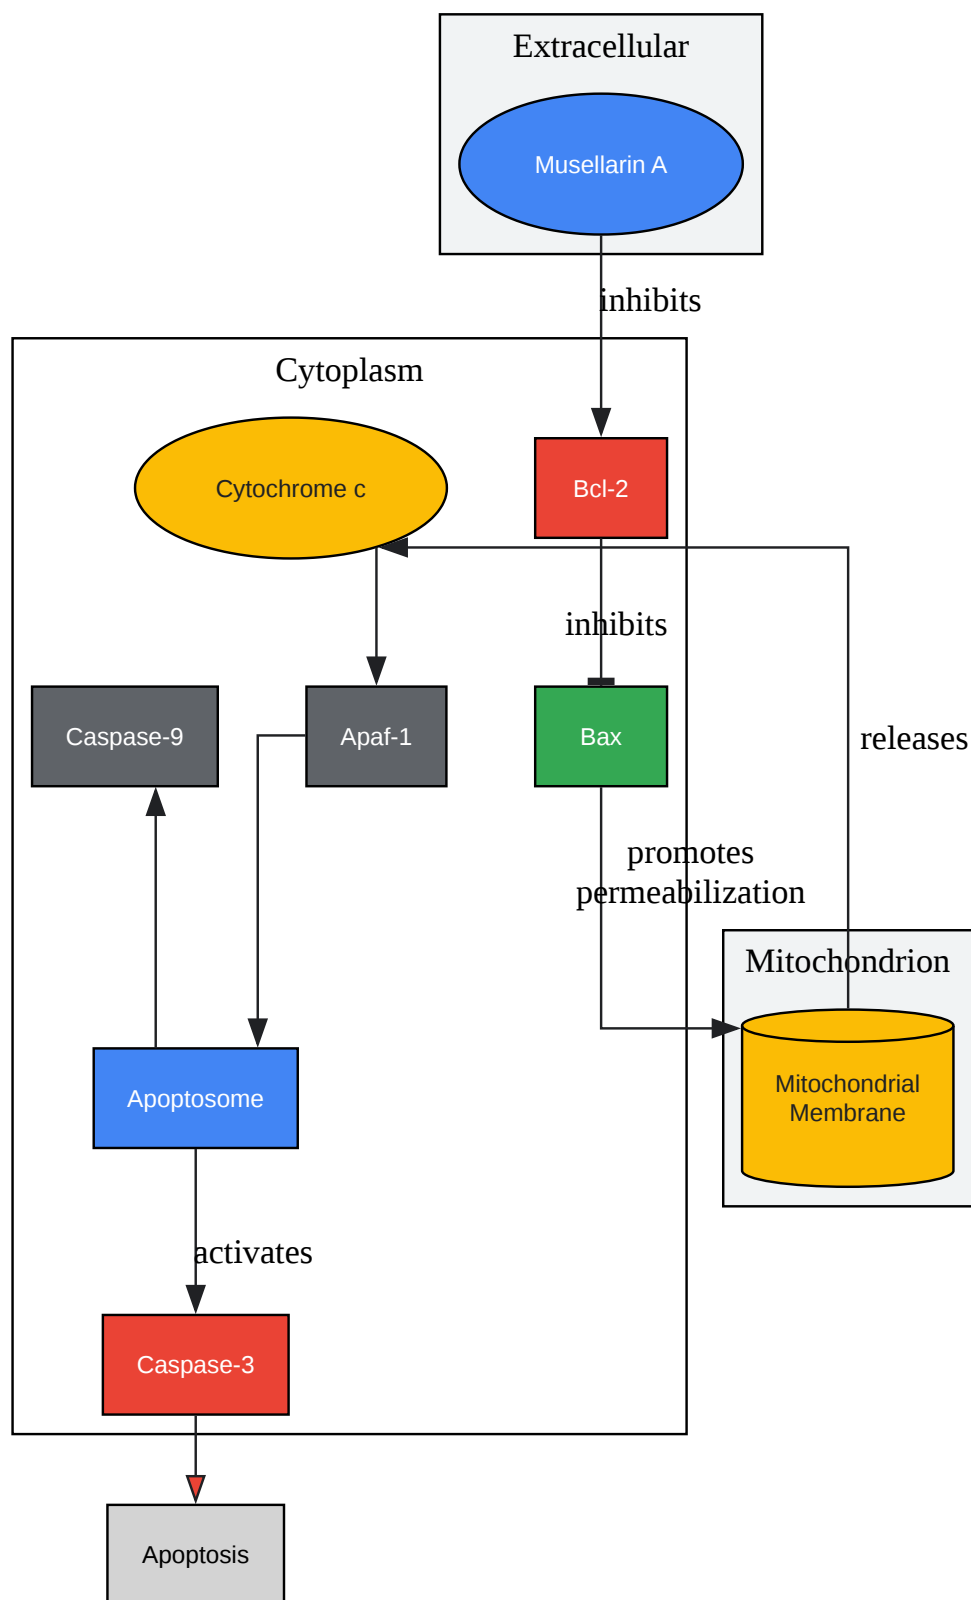 Extracellular
Musellarin A
inhibits
Cytoplasm
Cytochrome c
Bcl-2
inhibits
Caspase-9
Apaf-1
Bax
releases
promotes
permeabilization
Mitochondrion
Mitochondrial
Membrane
Apoptosome
activates
Caspase-3
Apoptosis